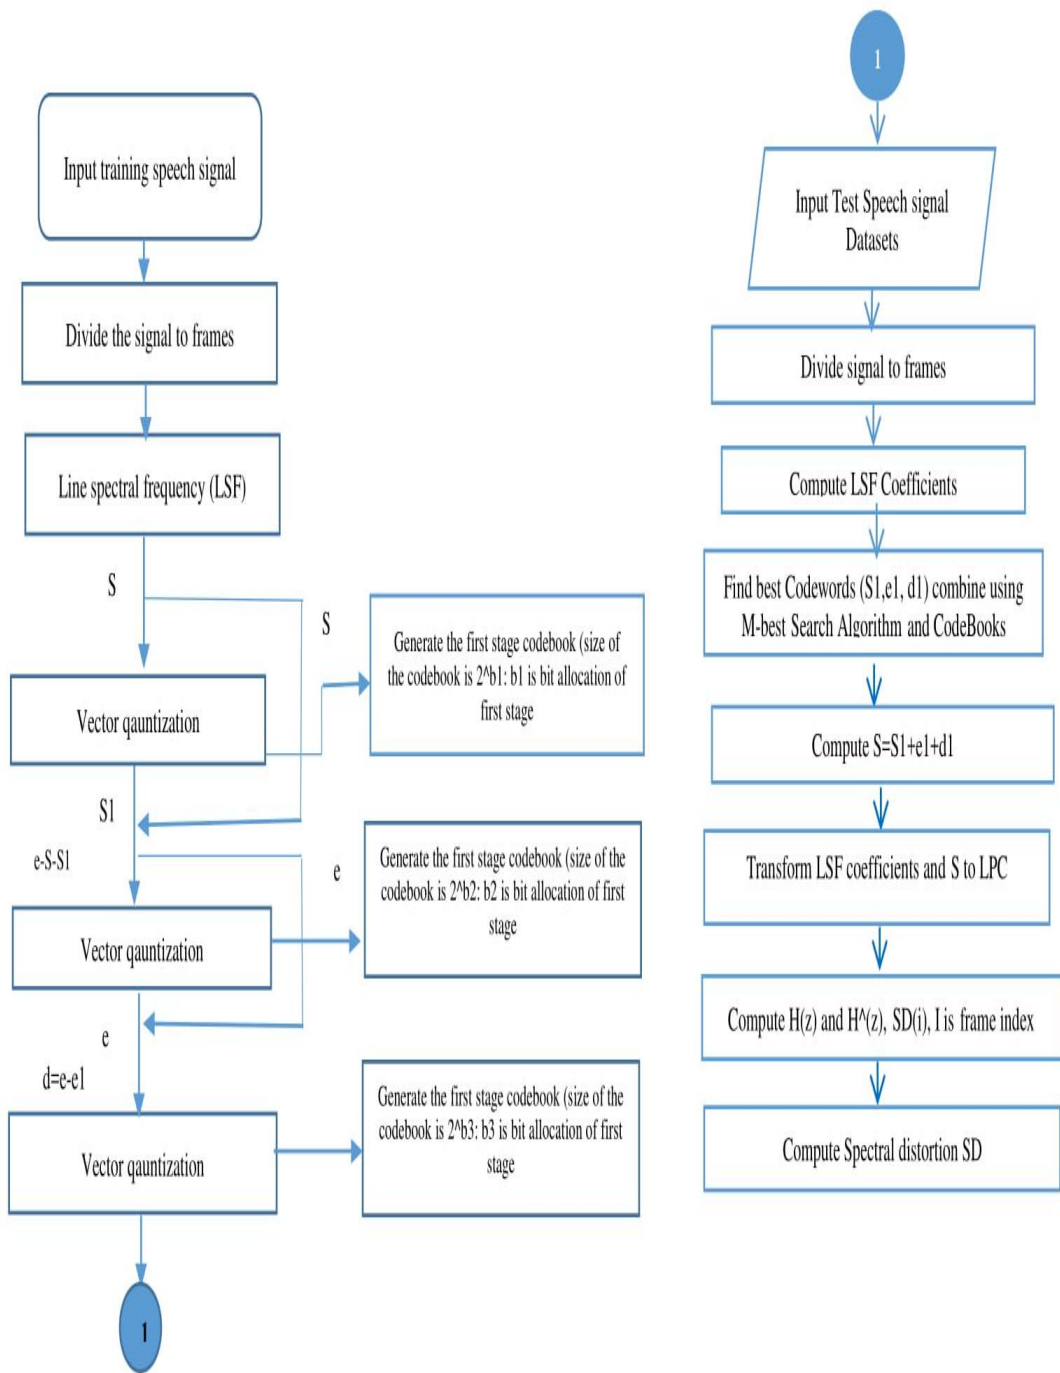 Input training speech signal
Divide the signal to frames
Line spectral frequency (LSF)
S
S
Generate the first stage codebook (size of
the codebook is 2^b1: b1 is bit allocation of
first stage
Vector qauntization
S1
e-S-S1
e
Generate the first stage codebook (size of the
codebook is 2^b2: b2 is bit allocation of first
stage
Vector qauntization
e
d=e-e1
Generate the first stage codebook (size of the
codebook is 2^b3: b3 is bit allocation of first
stage
Vector qauntization
1
1
Input Test Speech signal
Datasets
Divide signal to frames
Compute LSF Coefficients
Find best Codewords (S1,e1, d1) combine using
M-best Search Algorithm and CodeBooks
Compute S=S1+e1+d1
Transform LSF coefficients and S to LPC
Compute H(z) and H^(z), SD(i), I is frame index
Compute Spectral distortion SD